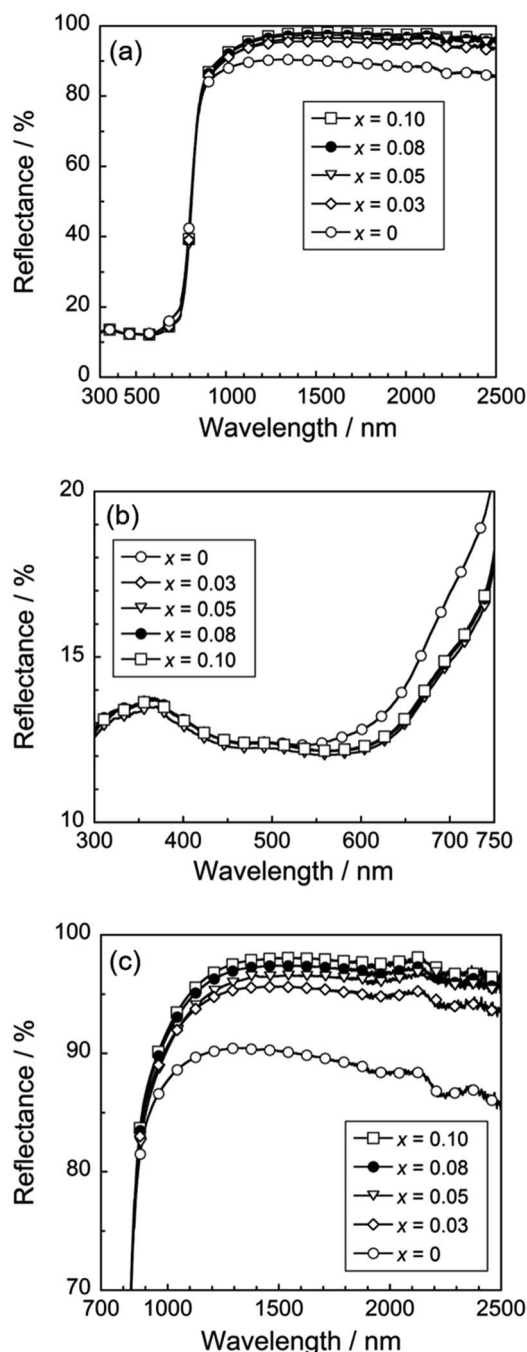 (a)
Reflectance / %
100
80
60
40
20
0
x = 0.10
x = 0.08
x = 0.05
x = 0.03
x = 0
300 500 1000 1500 2000 2500
Wavelength / nm
(b)
Reflectance / %
20
15
10
x = 0
x = 0.03
x = 0.05
x = 0.08
x = 0.10
300 400 500 600 700 750
Wavelength / nm
(c)
Reflectance / %
100
90
80
70
x = 0.10
x = 0.08
x = 0.05
x = 0.03
x = 0
700 1000 1500 2000 2500
Wavelength / nm